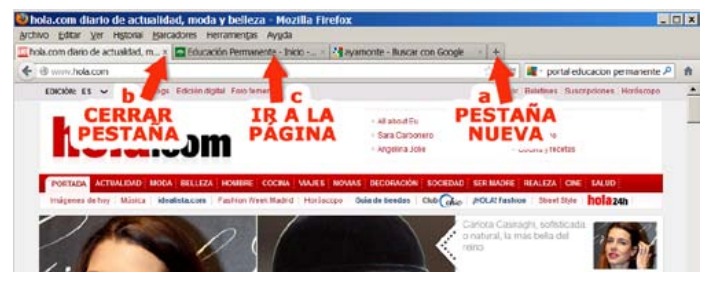 hola.com diario de actualidad, moda y belleza - Mozilla Firefox
Archivo Editar Ver Historial Marcadores Herramientas Ayuda
hola.com diario de actualidad, m... × Educación Permanente - Inicio -... × ayamonte - Buscar con Google × +
www.hola.com portal educacion permanente
EDICIÓN: ES Edición digital Foro Boletines Suscripciones Horóscopo
b c a
CERRAR PESTAÑA
IR A LA PÁGINA
PESTAÑA NUEVA
hola.com
All about Eu
Sara Carbonero
Angelina Jolie
y recetas
PORTADA ACTUALIDAD MODA BELLEZA HOMBRE COCINA VIAJES NOVIAS DECORACIÓN SOCIEDAD SER MADRE REALEZA CINE SALUD
Imágenes de hoy Música idealista.com Fashion Week Madrid Horóscopo Guía de tiendas Club Chic ¡HOLA! Fashion Street Style hola24h
Carlota Casiraghi, sofisticada
o natural, la más bella del
reino